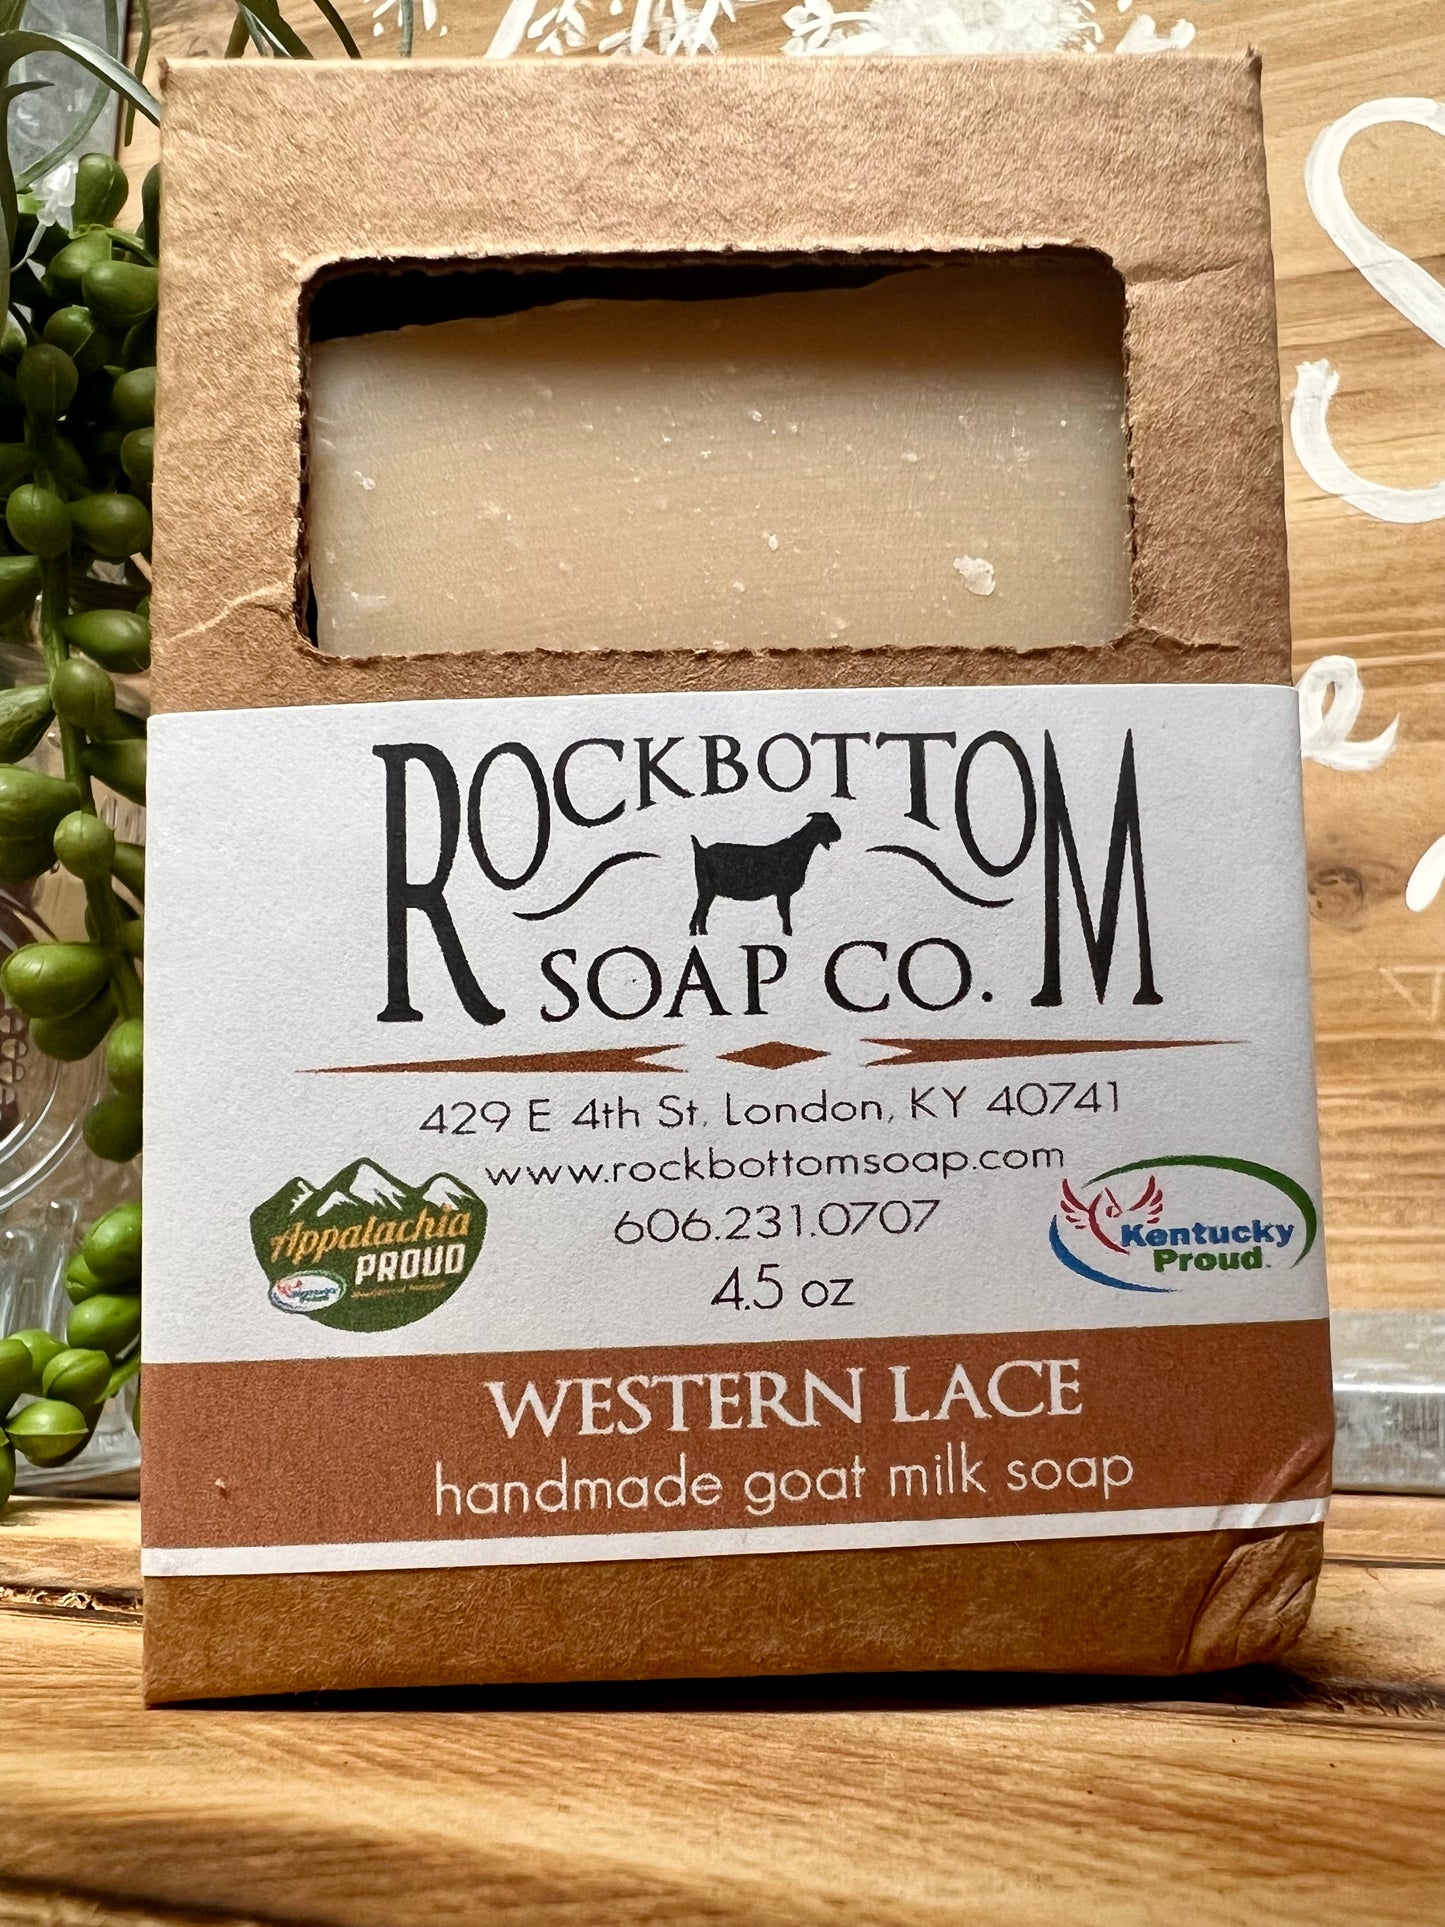 ROCKBOTTOM
SOAP CO.
429 E 4th St, London, KY 40741
www.rockbottomsoap.com
606.231.0707
4.5 oz
Appalachia
PROUD
Kentucky
Proud
WESTERN LACE
handmade goat milk soap